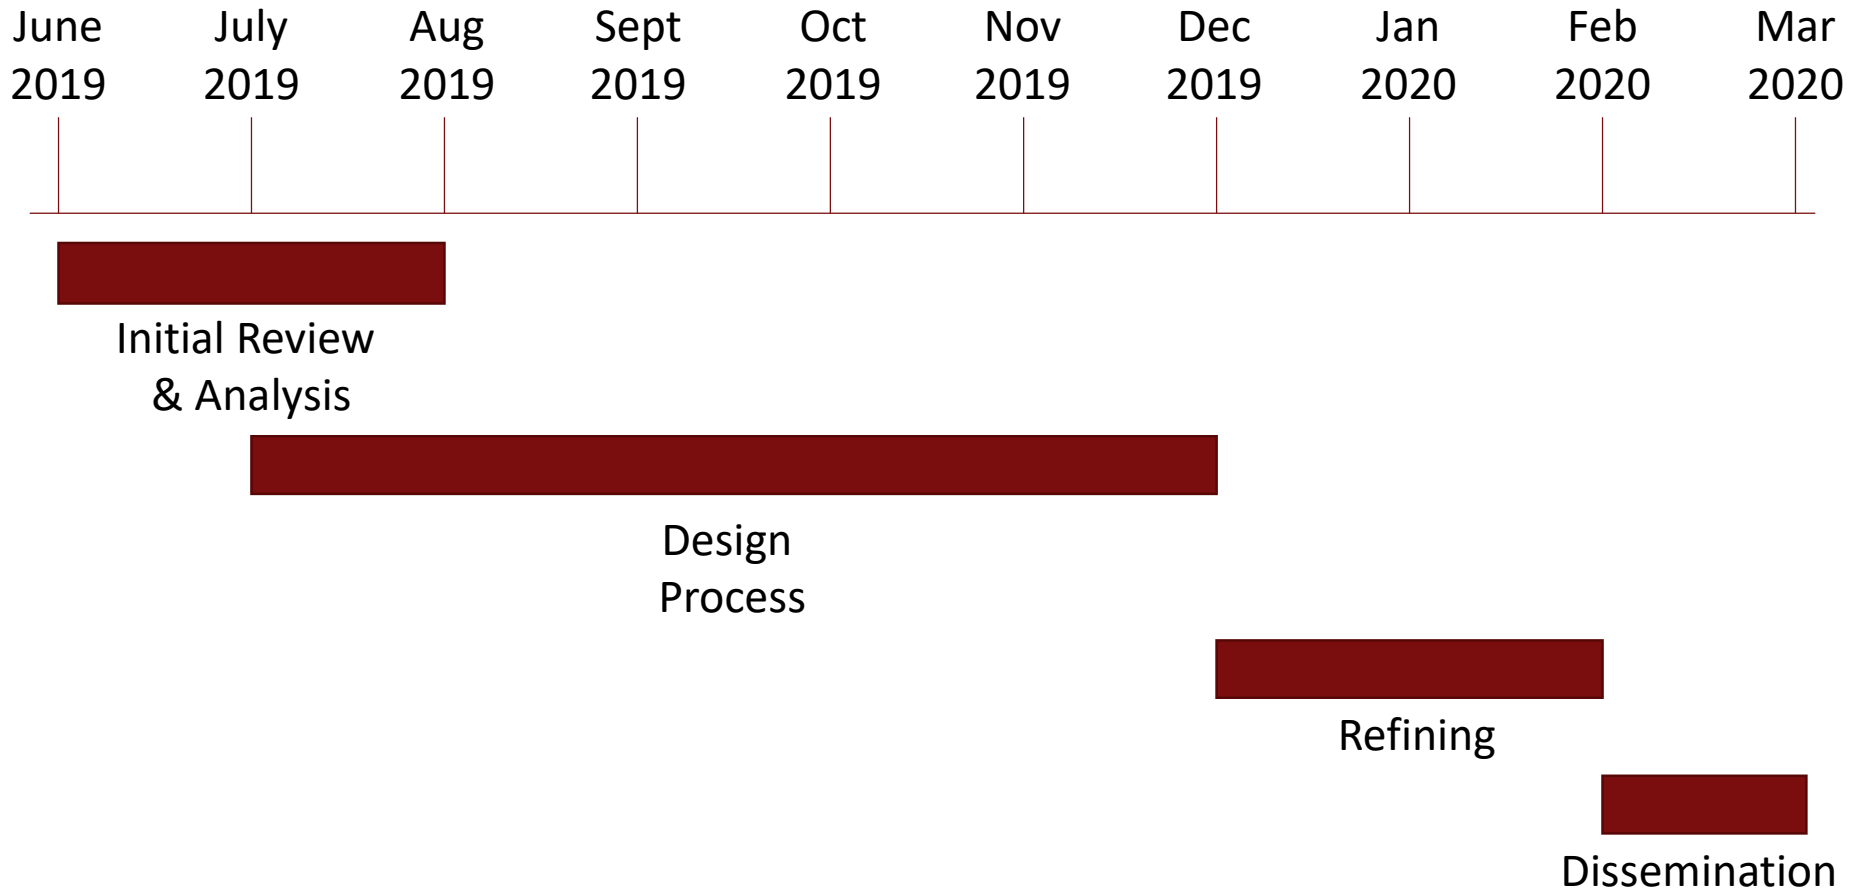 June July Aug Sept Oct Nov Dec Jan Feb Mar
2019 2019 2019 2019 2019 2019 2019 2020 2020 2020
Initial Review
& Analysis
Design
Process
Refining
Dissemination